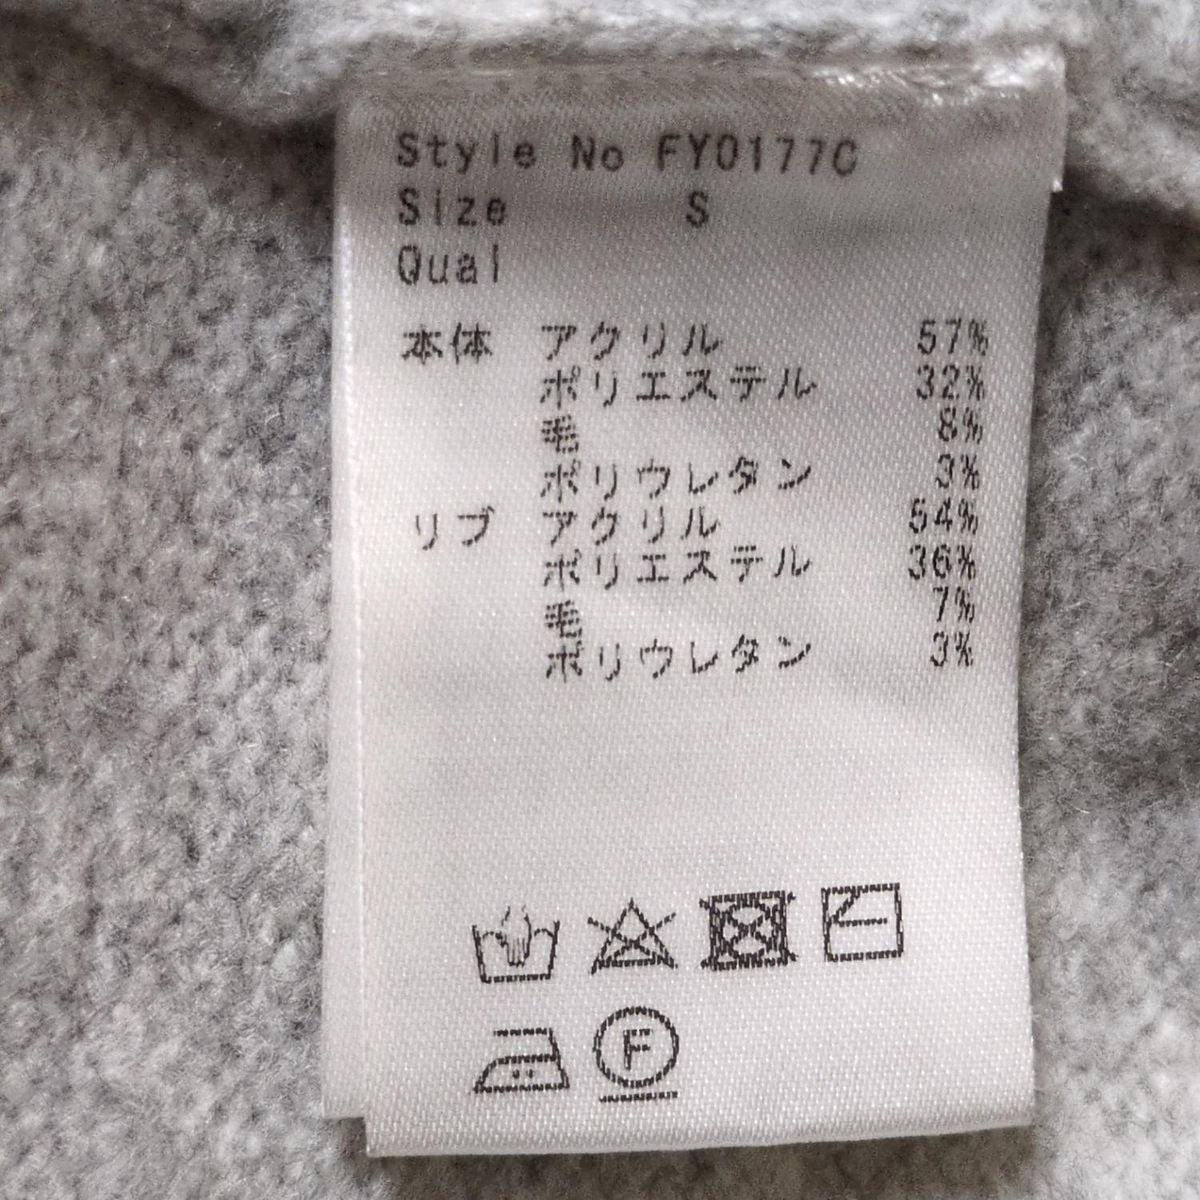 Style No FY0177C
Size S
Qual
本体 アクリル 57%
ポリエステル 32%
毛 8%
ポリウレタン 3%
リブ アクリル 54%
ポリエステル 36%
毛 7%
ポリウレタン 3%
F